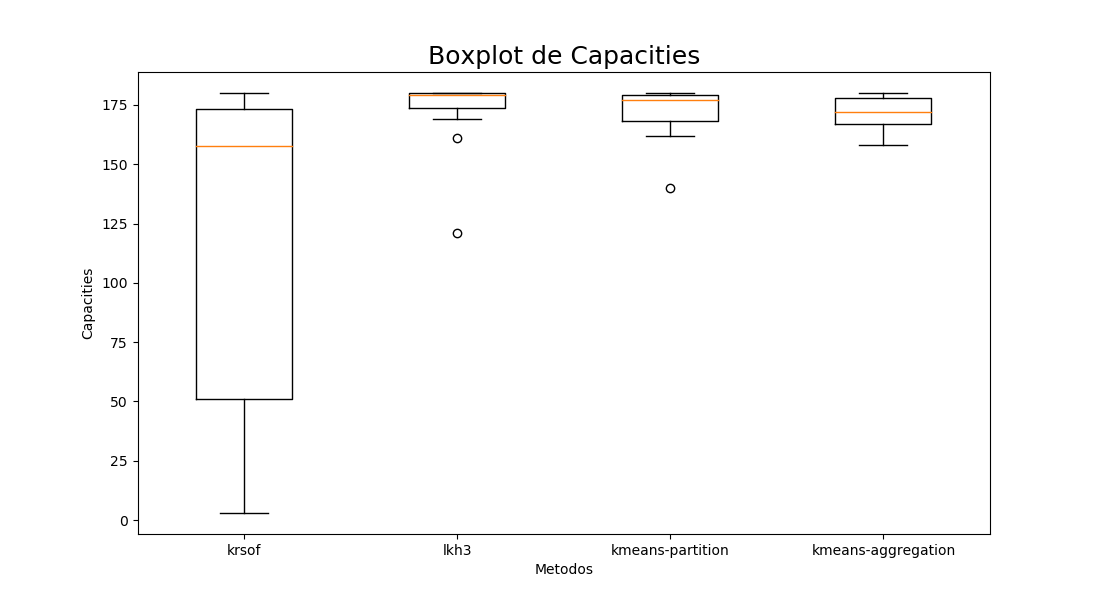 Boxplot de Capacities
Capacities
175
150
125
100
75
50
25
0
krsof
lkh3
kmeans-partition
kmeans-aggregation
Metodos